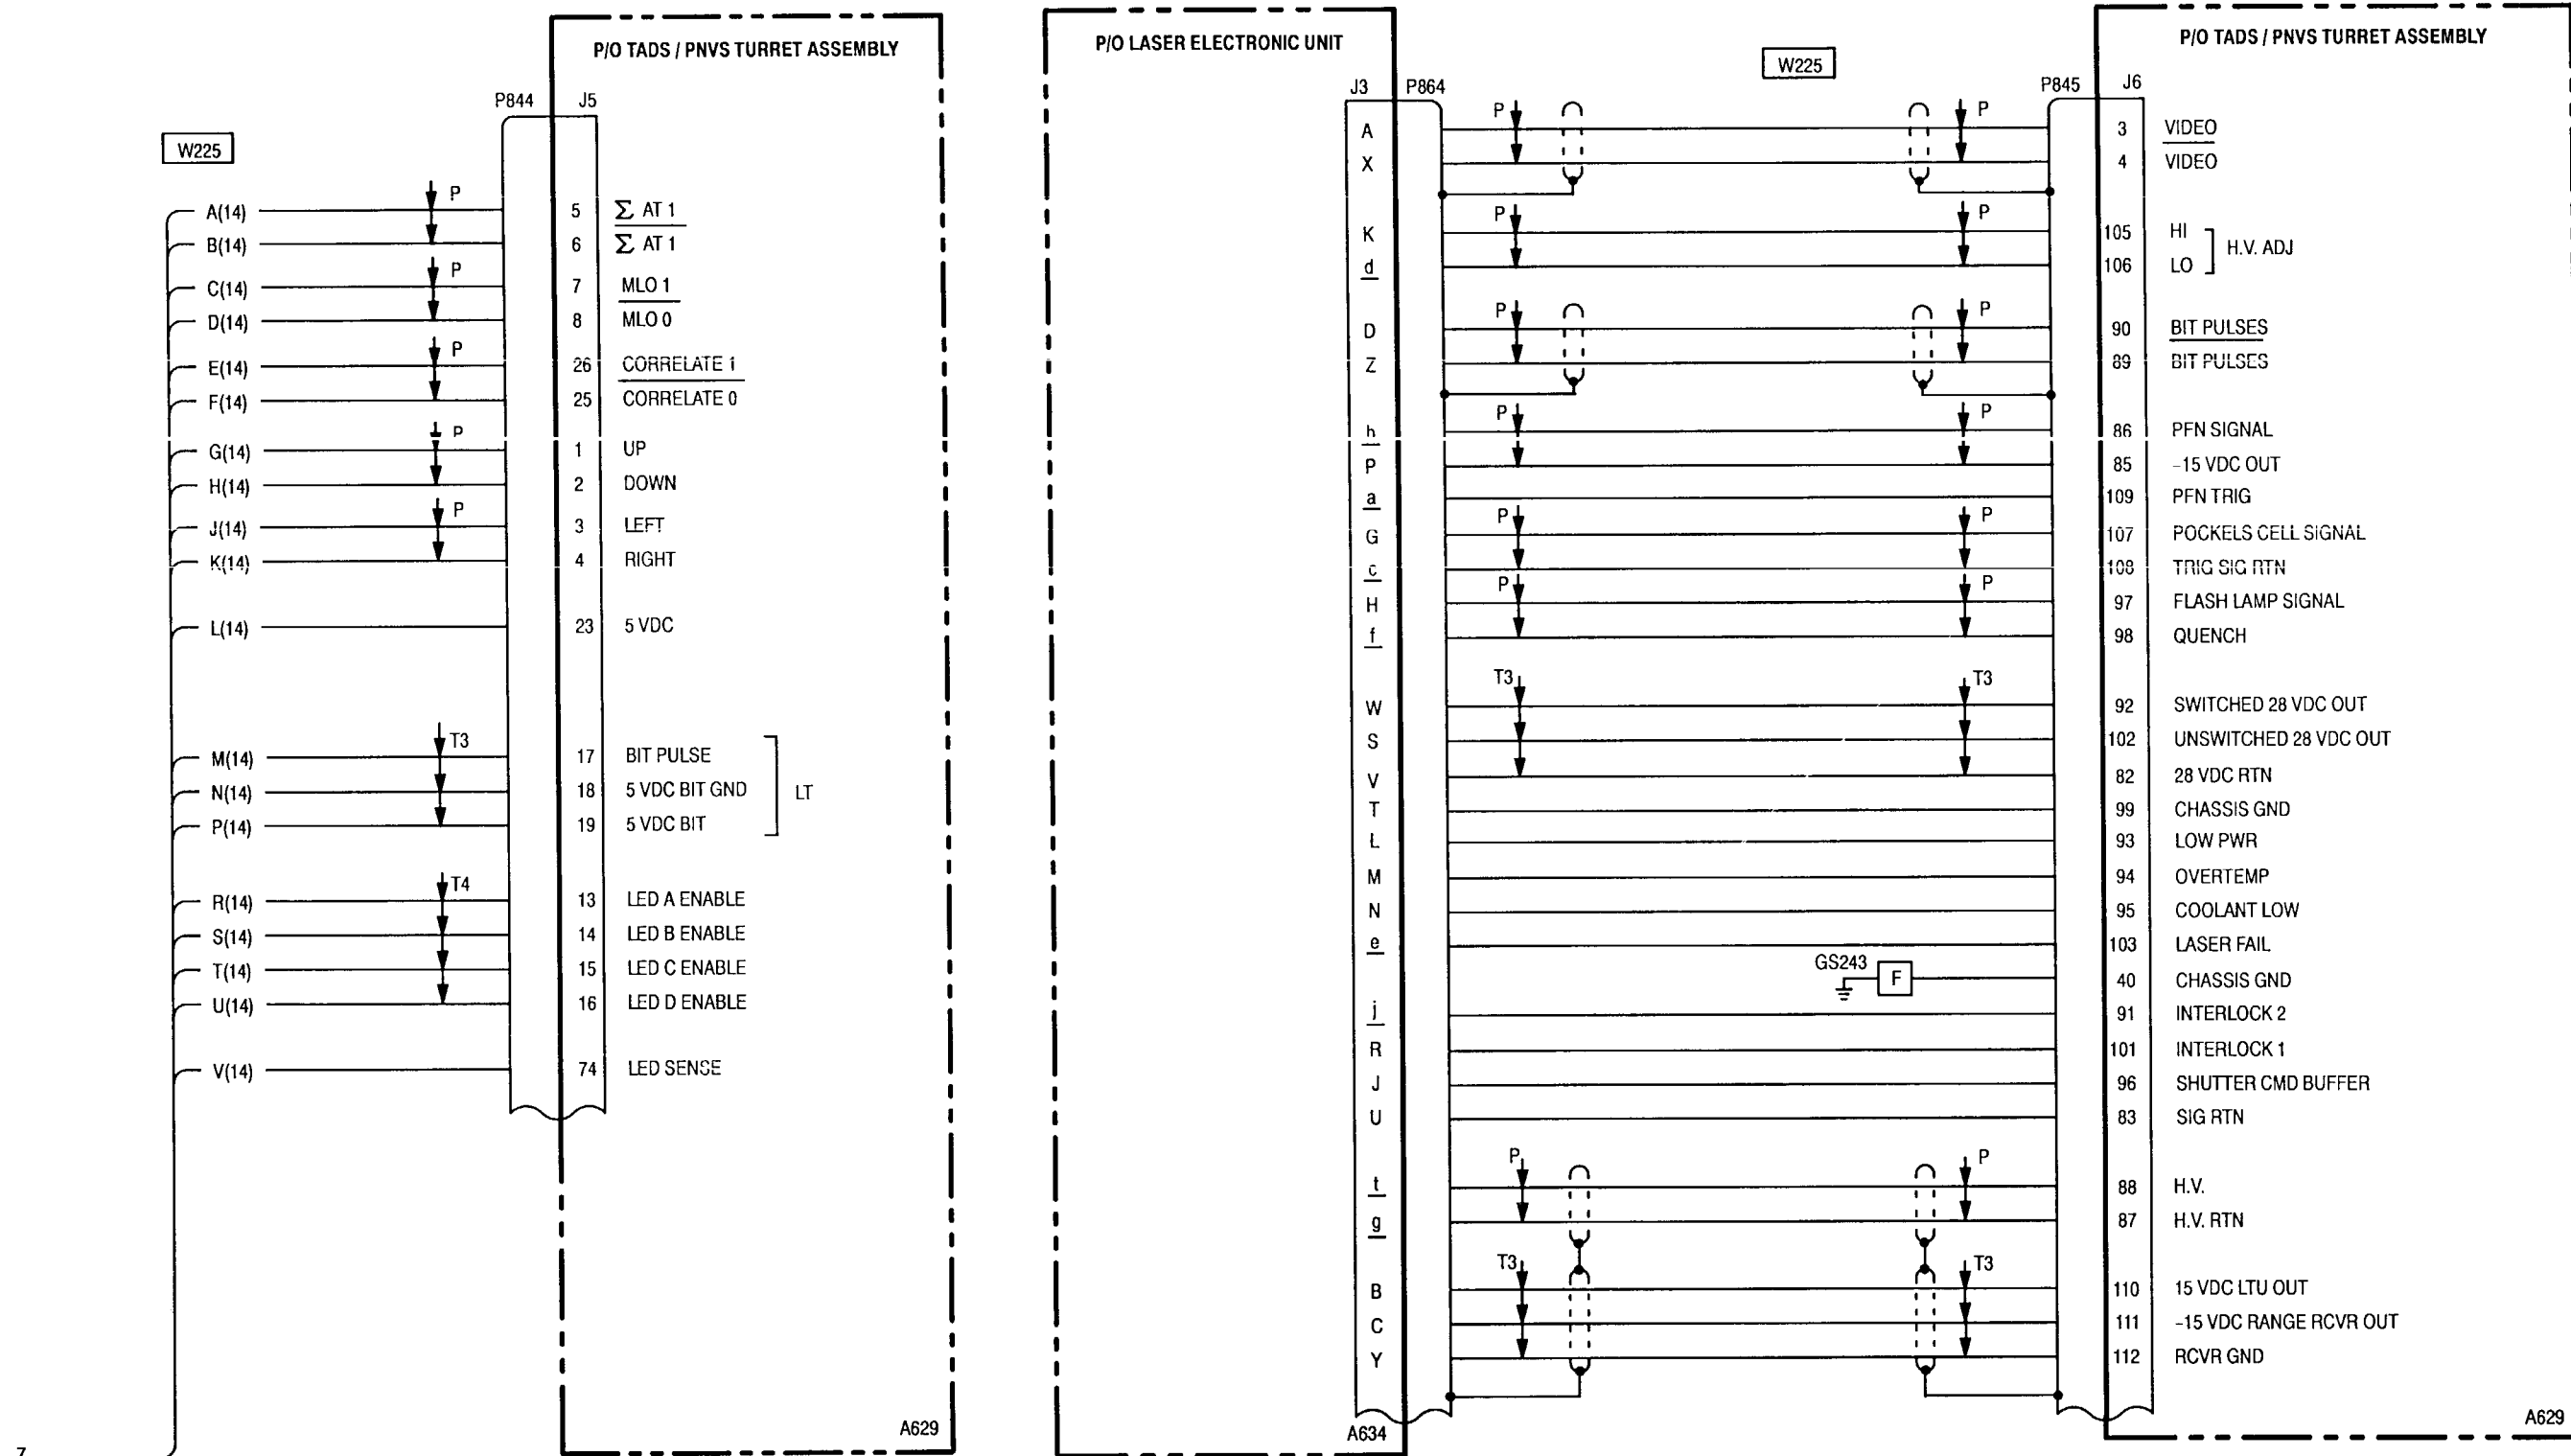 P/O TADS / PNVS TURRET ASSEMBLY
P844 J5
W225
P
A(14) 5 Σ AT 1
B(14) 6 Σ AT 1
P
C(14) 7 MLO 1
D(14) 8 MLO 0
P
E(14) 26 CORRELATE 1
F(14) 25 CORRELATE 0
P
G(14) 1 UP
H(14) 2 DOWN
P
J(14) 3 LEFT
K(14) 4 RIGHT
L(14) 23 5 VDC
T3
M(14) 17 BIT PULSE
N(14) 18 5 VDC BIT GND
LT
P(14) 19 5 VDC BIT
T4
R(14) 13 LED A ENABLE
S(14) 14 LED B ENABLE
T(14) 15 LED C ENABLE
U(14) 16 LED D ENABLE
V(14) 74 LED SENSE
A629
7
P/O LASER ELECTRONIC UNIT
W225
P/O TADS / PNVS TURRET ASSEMBLY
J3 P864 P845 J6
P P
A 3 VIDEO
X 4 VIDEO
P P
K 105 HI
H.V. ADJ
d 106 LO
P P
D 90 BIT PULSES
Z 89 BIT PULSES
P P
h 86 PFN SIGNAL
P 85 -15 VDC OUT
a 109 PFN TRIG
P P
G 107 POCKELS CELL SIGNAL
c 108 TRIG SIG RTN
P P
H 97 FLASH LAMP SIGNAL
f 98 QUENCH
T3 T3
W 92 SWITCHED 28 VDC OUT
S 102 UNSWITCHED 28 VDC OUT
V 82 28 VDC RTN
T 99 CHASSIS GND
L 93 LOW PWR
M 94 OVERTEMP
N 95 COOLANT LOW
e 103 LASER FAIL
GS243 F 40 CHASSIS GND
j 91 INTERLOCK 2
R 101 INTERLOCK 1
J 96 SHUTTER CMD BUFFER
U 83 SIG RTN
P P
t 88 H.V.
g 87 H.V. RTN
T3 T3
B 110 15 VDC LTU OUT
C 111 -15 VDC RANGE RCVR OUT
Y 112 RCVR GND
A634
A629